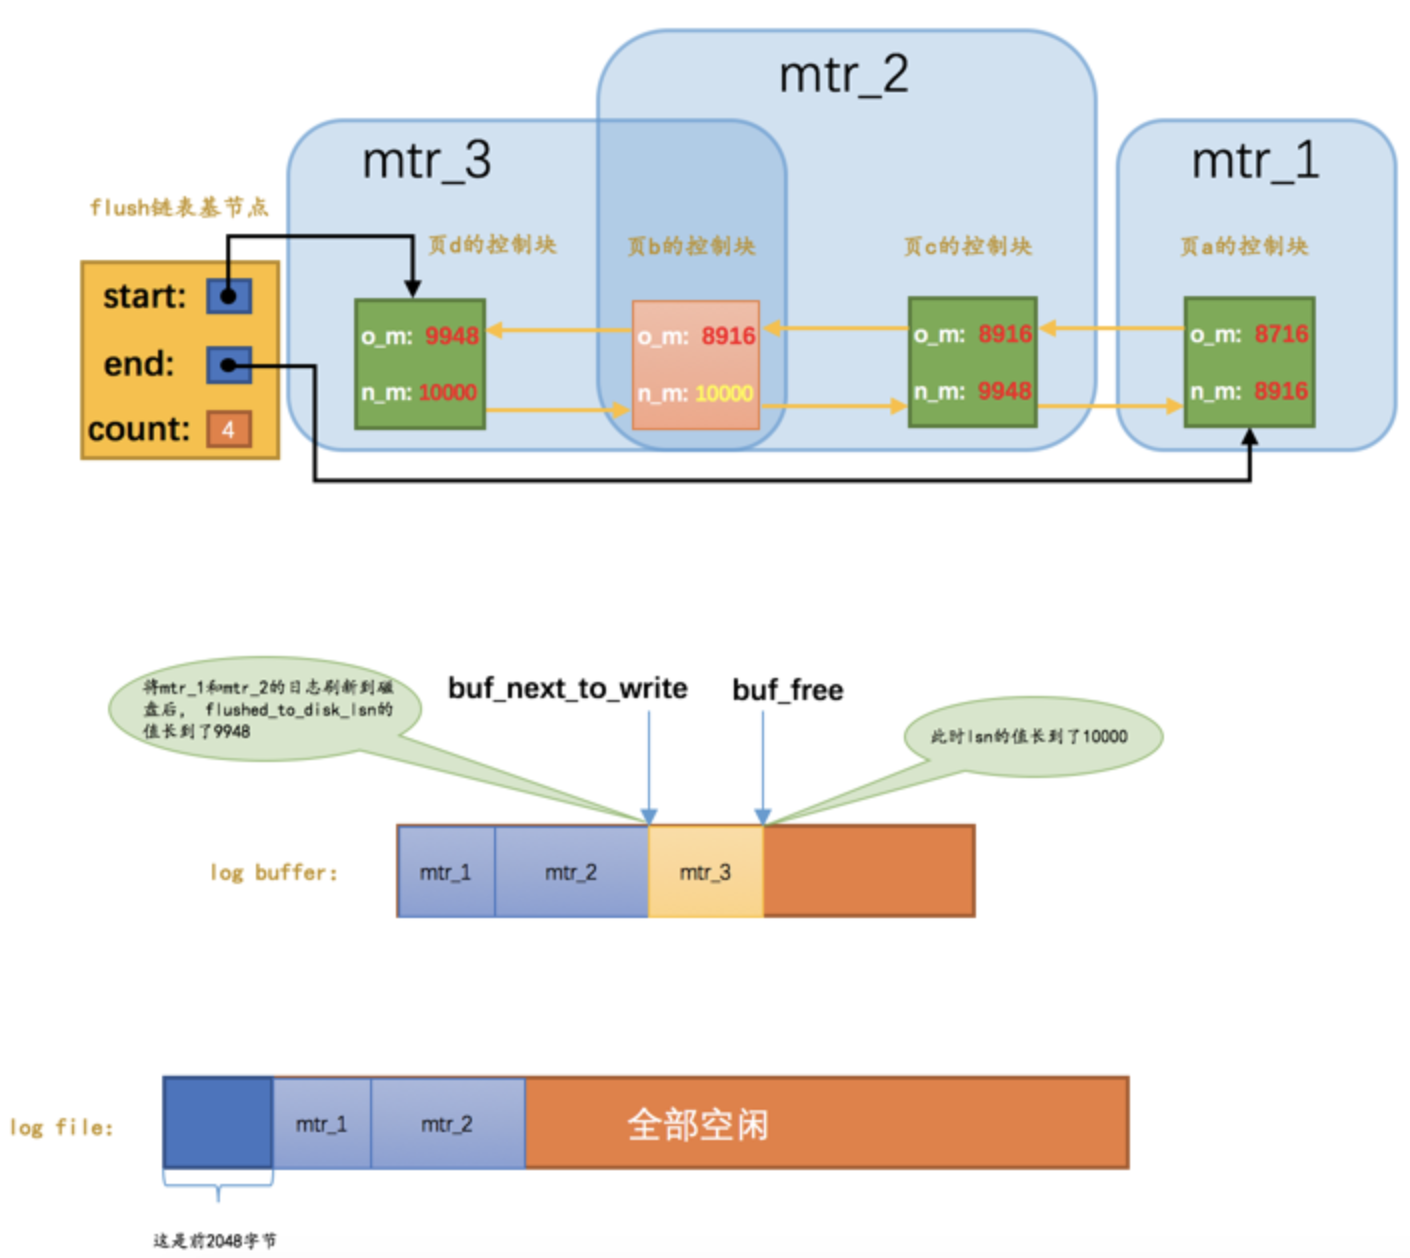 mtr_2
mtr_3
mtr_1
flush链表基节点
页d的控制块
页b的控制块
页c的控制块
页a的控制块
start:
end:
count:
4
o_m: 9948
n_m: 10000
o_m: 8916
n_m: 10000
o_m: 8916
n_m: 9948
o_m: 8716
n_m: 8916
将mtr_1和mtr_2的日志刷新到磁
盘后， flushed_to_disk_lsn的
值长到了9948
buf_next_to_write
buf_free
此时lsn的值长到了10000
log buffer:
mtr_1
mtr_2
mtr_3
log file:
mtr_1
mtr_2
全部空闲
这是前2048字节